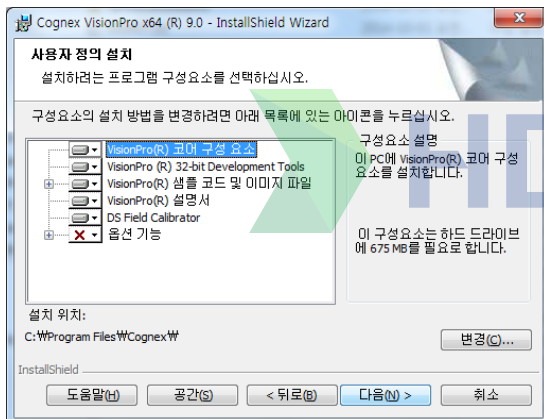 Cognex VisionPro x64 (R) 9.0 - InstallShield Wizard
사용자 정의 설치
설치하려는 프로그램 구성요소를 선택하십시오.
구성요소의 설치 방법을 변경하려면 아래 목록에 있는 아이콘을 누르십시오.
VisionPro(R) 코어 구성 요소
VisionPro (R) 32-bit Development Tools
VisionPro(R) 샘플 코드 및 이미지 파일
VisionPro(R) 설명서
DS Field Calibrator
옵션 기능
구성요소 설명
이 PC에 VisionPro(R) 코어 구성
요소를 설치합니다.
이 구성요소는 하드 드라이브
에 675 MB를 필요로 합니다.
설치 위치:
C:₩Program Files₩Cognex₩
변경(C)...
InstallShield
도움말(H)
공간(S)
< 뒤로(B)
다음(N) >
취소